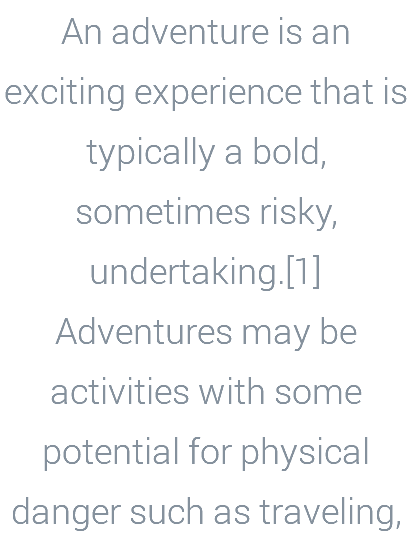 An adventure is an
exciting experience that is
typically a bold,
sometimes risky,
undertaking.[1]
Adventures may be
activities with some
potential for physical
danger such as traveling,